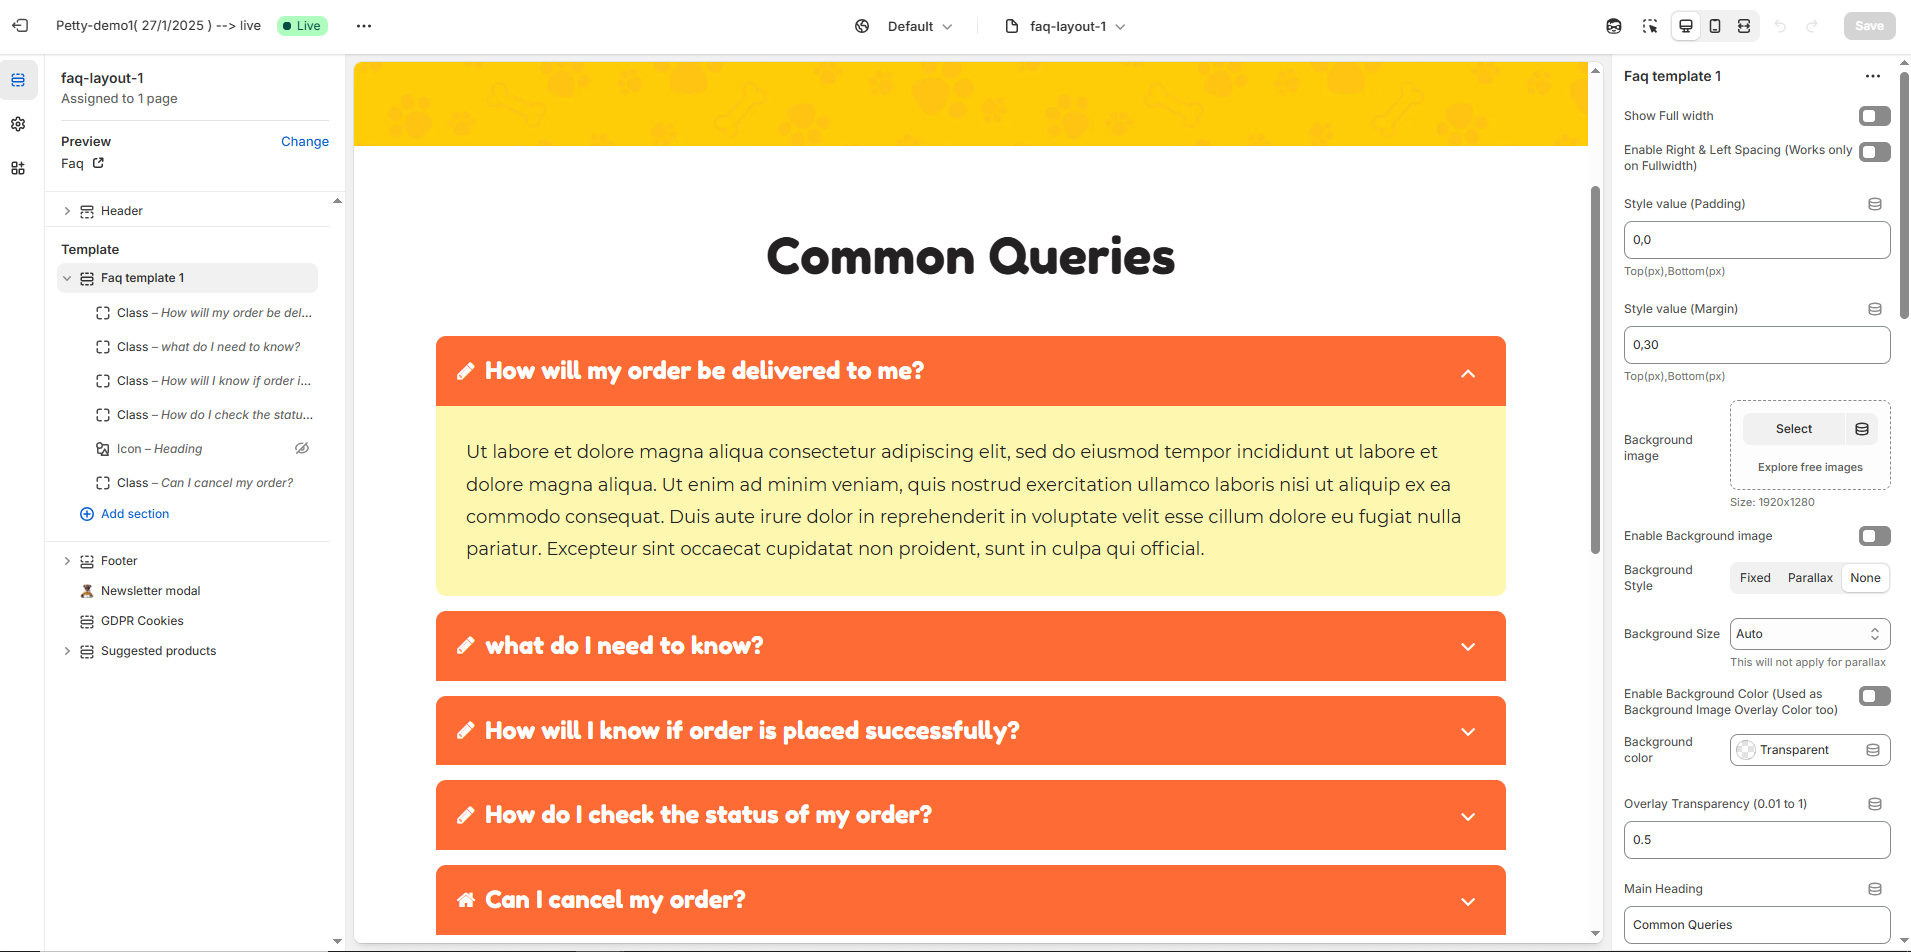 Petty-demo1( 27/1/2025 ) --> live
Live
Default
faq-layout-1
Save
faq-layout-1
Assigned to 1 page
Preview
Change
Faq
Header
Template
Faq template 1
Class – How will my order be del...
Class – what do I need to know?
Class – How will I know if order i...
Class – How do I check the statu...
Icon – Heading
Class – Can I cancel my order?
Add section
Footer
Newsletter modal
GDPR Cookies
Suggested products
Common Queries
How will my order be delivered to me?
Ut labore et dolore magna aliqua consectetur adipiscing elit, sed do eiusmod tempor incididunt ut labore et
dolore magna aliqua. Ut enim ad minim veniam, quis nostrud exercitation ullamco laboris nisi ut aliquip ex ea
commodo consequat. Duis aute irure dolor in reprehenderit in voluptate velit esse cillum dolore eu fugiat nulla
pariatur. Excepteur sint occaecat cupidatat non proident, sunt in culpa qui official.
what do I need to know?
How will I know if order is placed successfully?
How do I check the status of my order?
Can I cancel my order?
Faq template 1
Show Full width
Enable Right & Left Spacing (Works only
on Fullwidth)
Style value (Padding)
0,0
Top(px),Bottom(px)
Style value (Margin)
0,30
Top(px),Bottom(px)
Background
image
Select
Explore free images
Size: 1920x1280
Enable Background image
Background
Style
Fixed
Parallax
None
Background Size
Auto
This will not apply for parallax
Enable Background Color (Used as
Background Image Overlay Color too)
Background
color
Transparent
Overlay Transparency (0.01 to 1)
0.5
Main Heading
Common Queries